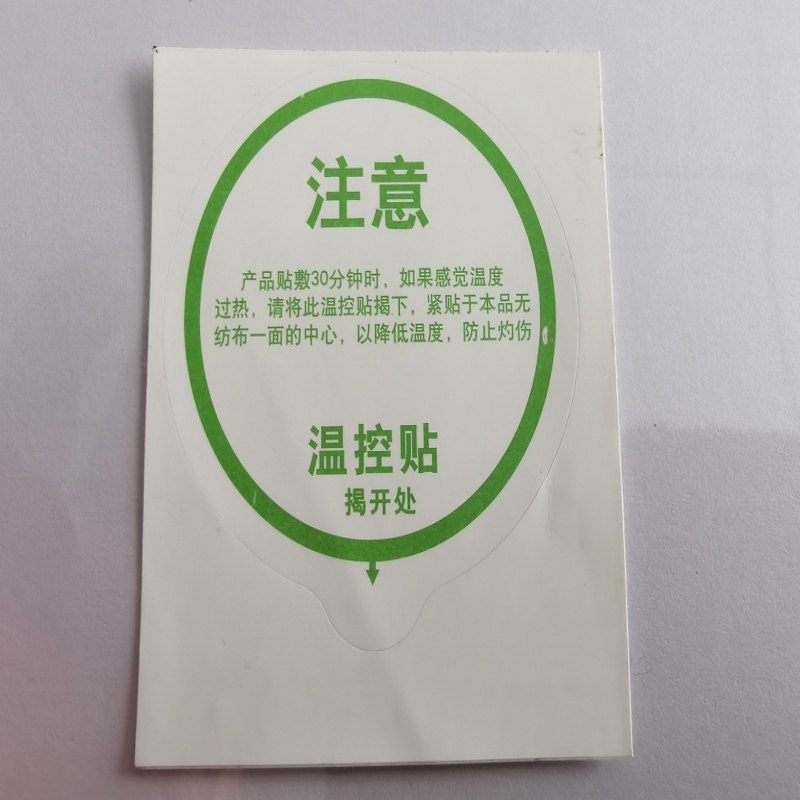 注意
产品贴敷30分钟时，如果感觉温度
过热，请将此温控贴揭下，紧贴于本品无
纺布一面的中心，以降低温度，防止灼伤
温控贴
揭开处